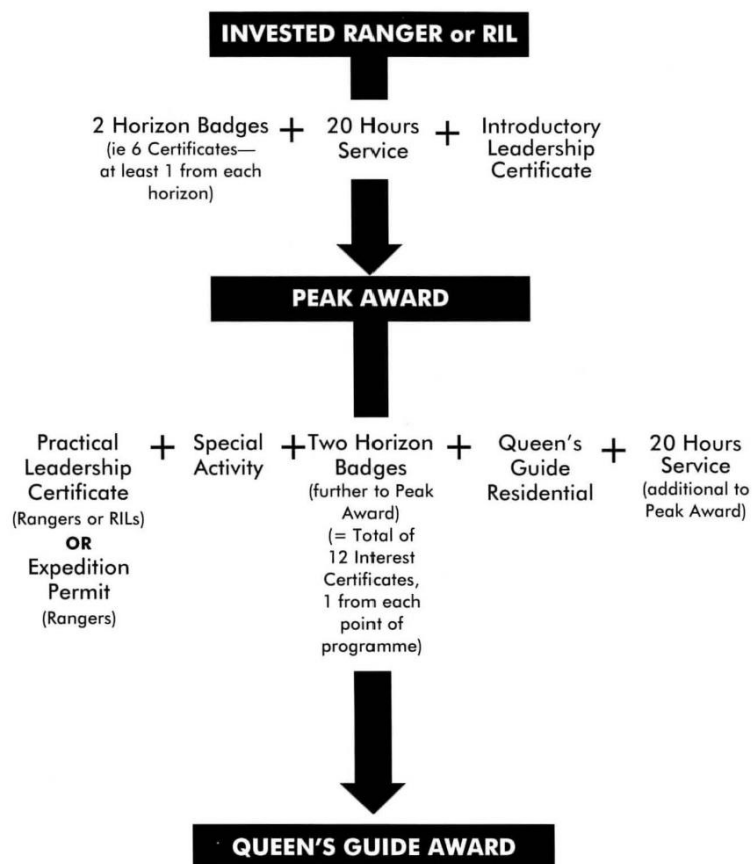 INVESTED RANGER or RIL
2 Horizon Badges
(ie 6 Certificates—
at least 1 from each
horizon)
+
20 Hours
Service
+
Introductory
Leadership
Certificate
PEAK AWARD
Practical
Leadership
Certificate
(Rangers or RILs)
OR
Expedition
Permit
(Rangers)
+
Special
Activity
+
Two Horizon
Badges
(further to Peak
Award)
(= Total of
12 Interest
Certificates,
1 from each
point of
programme)
+
Queen's
Guide
Residential
+
20 Hours
Service
(additional to
Peak Award)
QUEEN'S GUIDE AWARD